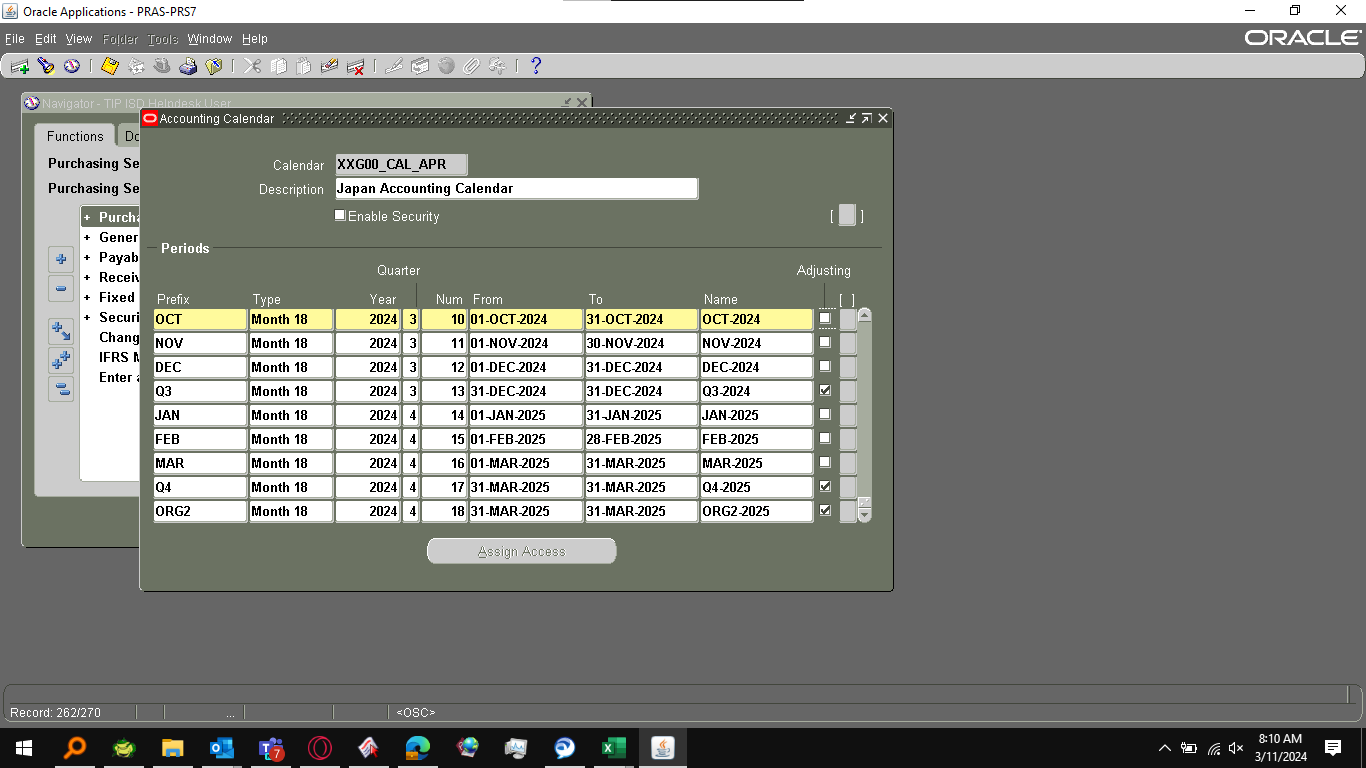 Oracle Applications - PRAS-PRS7
File Edit View Folder Tools Window Help
ORACLE
Navigator - TIP ISD Helpdesk User
Accounting Calendar
Functions
Purchasing Se
Purchasing Se
+ Purcha
+ Gener
+ Payab
+ Receiv
+ Fixed
+ Securi
Chang
IFRS M
Enter a
Calendar XXG00_CAL_APR
Description Japan Accounting Calendar
Enable Security
[ ]
Periods
Quarter Adjusting
Prefix Type Year Num From To Name [ ]
OCT Month 18 2024 3 10 01-OCT-2024 31-OCT-2024 OCT-2024
NOV Month 18 2024 3 11 01-NOV-2024 30-NOV-2024 NOV-2024
DEC Month 18 2024 3 12 01-DEC-2024 31-DEC-2024 DEC-2024
Q3 Month 18 2024 3 13 31-DEC-2024 31-DEC-2024 Q3-2024
JAN Month 18 2024 4 14 01-JAN-2025 31-JAN-2025 JAN-2025
FEB Month 18 2024 4 15 01-FEB-2025 28-FEB-2025 FEB-2025
MAR Month 18 2024 4 16 01-MAR-2025 31-MAR-2025 MAR-2025
Q4 Month 18 2024 4 17 31-MAR-2025 31-MAR-2025 Q4-2025
ORG2 Month 18 2024 4 18 31-MAR-2025 31-MAR-2025 ORG2-2025
Assign Access
Record: 262/270 ... <OSC>
7
8:10 AM
3/11/2024